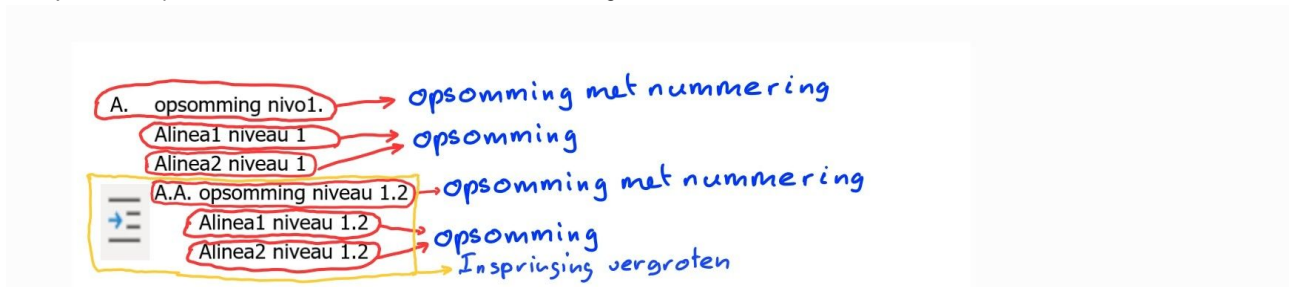 A. opsomming nivo1. opsomming met nummering
Alinea1 niveau 1 opsomming
Alinea2 niveau 1
A.A. opsomming niveau 1.2 opsomming met nummering
Alinea1 niveau 1.2 opsomming
Alinea2 niveau 1.2
Inspringing vergroten